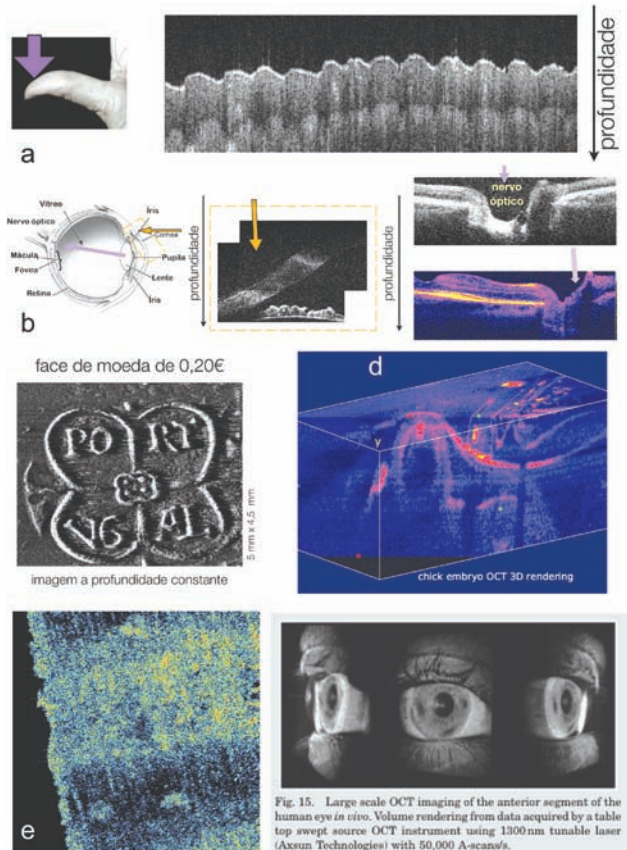 profundidade
a
Vítreo
Íris
Nervo óptico
Córnea
Mácula
Pupila
Fóvea
Lente
Retina
Íris
b
profundidade
profundidade
nervo
óptico
face de moeda de 0,20€
PO RT
VG AL
5 mm x 4,5 mm
imagem a profundidade constante
d
y
chick embryo OCT 3D rendering
e
Fig. 15. Large scale OCT imaging of the anterior segment of the
human eye in vivo. Volume rendering from data acquired by a table
top swept source OCT instrument using 1300 nm tunable laser
(Axsun Technologies) with 50,000 A-scans/s.